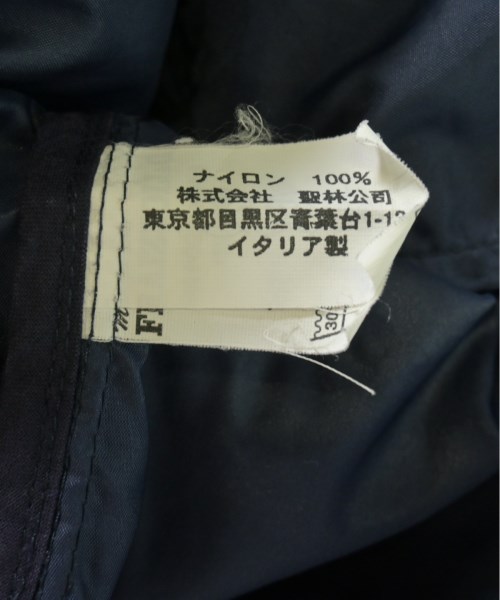 ナイロン 100%
株式会社 聖林公司
東京都目黒区青葉台1-1
イタリア製
30